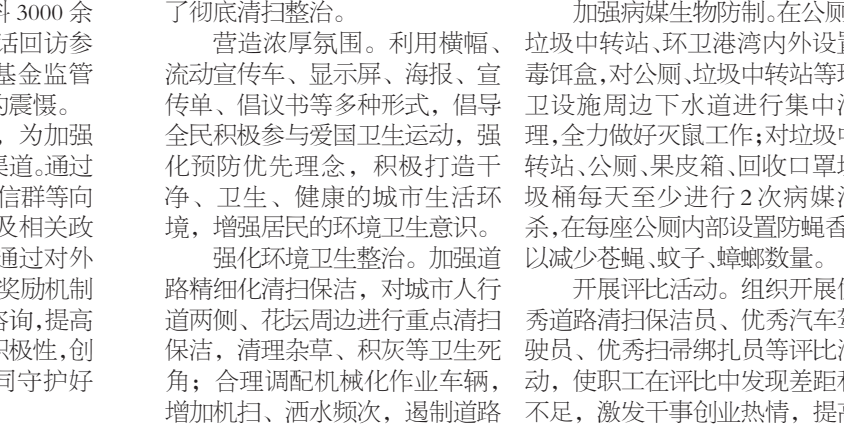 料 3000 余
话回访参
基金监管
的震慑。
，为加强
渠道。通过
信群等向
及相关政
通过对外
奖励机制
咨询,提高
积极性,创
同守护好
了彻底清扫整治。
营造浓厚氛围。利用横幅、
流动宣传车、显示屏、海报、宣
传单、倡议书等多种形式，倡导
全民积极参与爱国卫生运动，强
化预防优先理念，积极打造干
净、卫生、健康的城市生活环
境，增强居民的环境卫生意识。
强化环境卫生整治。加强道
路精细化清扫保洁，对城市人行
道两侧、花坛周边进行重点清扫
保洁，清理杂草、积灰等卫生死
角；合理调配机械化作业车辆，
增加机扫、洒水频次，遏制道路
加强病媒生物防制。在公厕
垃圾中转站、环卫港湾内外设置
毒饵盒,对公厕、垃圾中转站等环
卫设施周边下水道进行集中
理,全力做好灭鼠工作;对垃圾中
转站、公厕、果皮箱、回收口罩垃
圾桶每天至少进行 2 次病媒消
杀,在每座公厕内部设置防蝇香
以减少苍蝇、蚊子、蟑螂数量。
开展评比活动。组织开展优
秀道路清扫保洁员、优秀汽车驾
驶员、优秀扫帚绑扎员等评比活
动，使职工在评比中发现差距和
不足，激发干事创业热情，提高